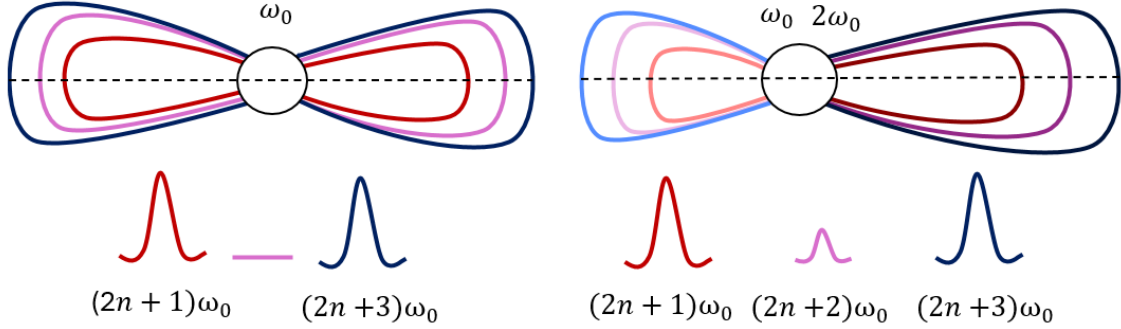 ω₀
ω₀ 2ω₀
(2n + 1)ω₀ (2n +3)ω₀
(2n + 1)ω₀ (2n + 2)ω₀ (2n +3)ω₀